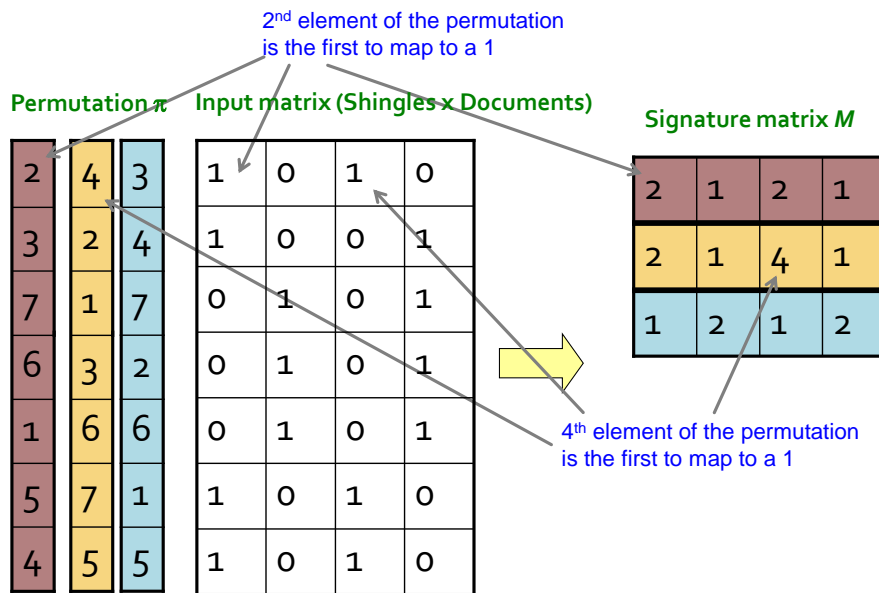 2nd element of the permutation
is the first to map to a 1
Permutation π
Input matrix (Shingles x Documents)
Signature matrix M
2 4 3 1 0 1 0
3 2 4 1 0 0 1
7 1 7 0 1 0 1
6 3 2 0 1 0 1
1 6 6 0 1 0 1
5 7 1 1 0 1 0
4 5 5 1 0 1 0
2 1 2 1
2 1 4 1
1 2 1 2
4th element of the permutation
is the first to map to a 1